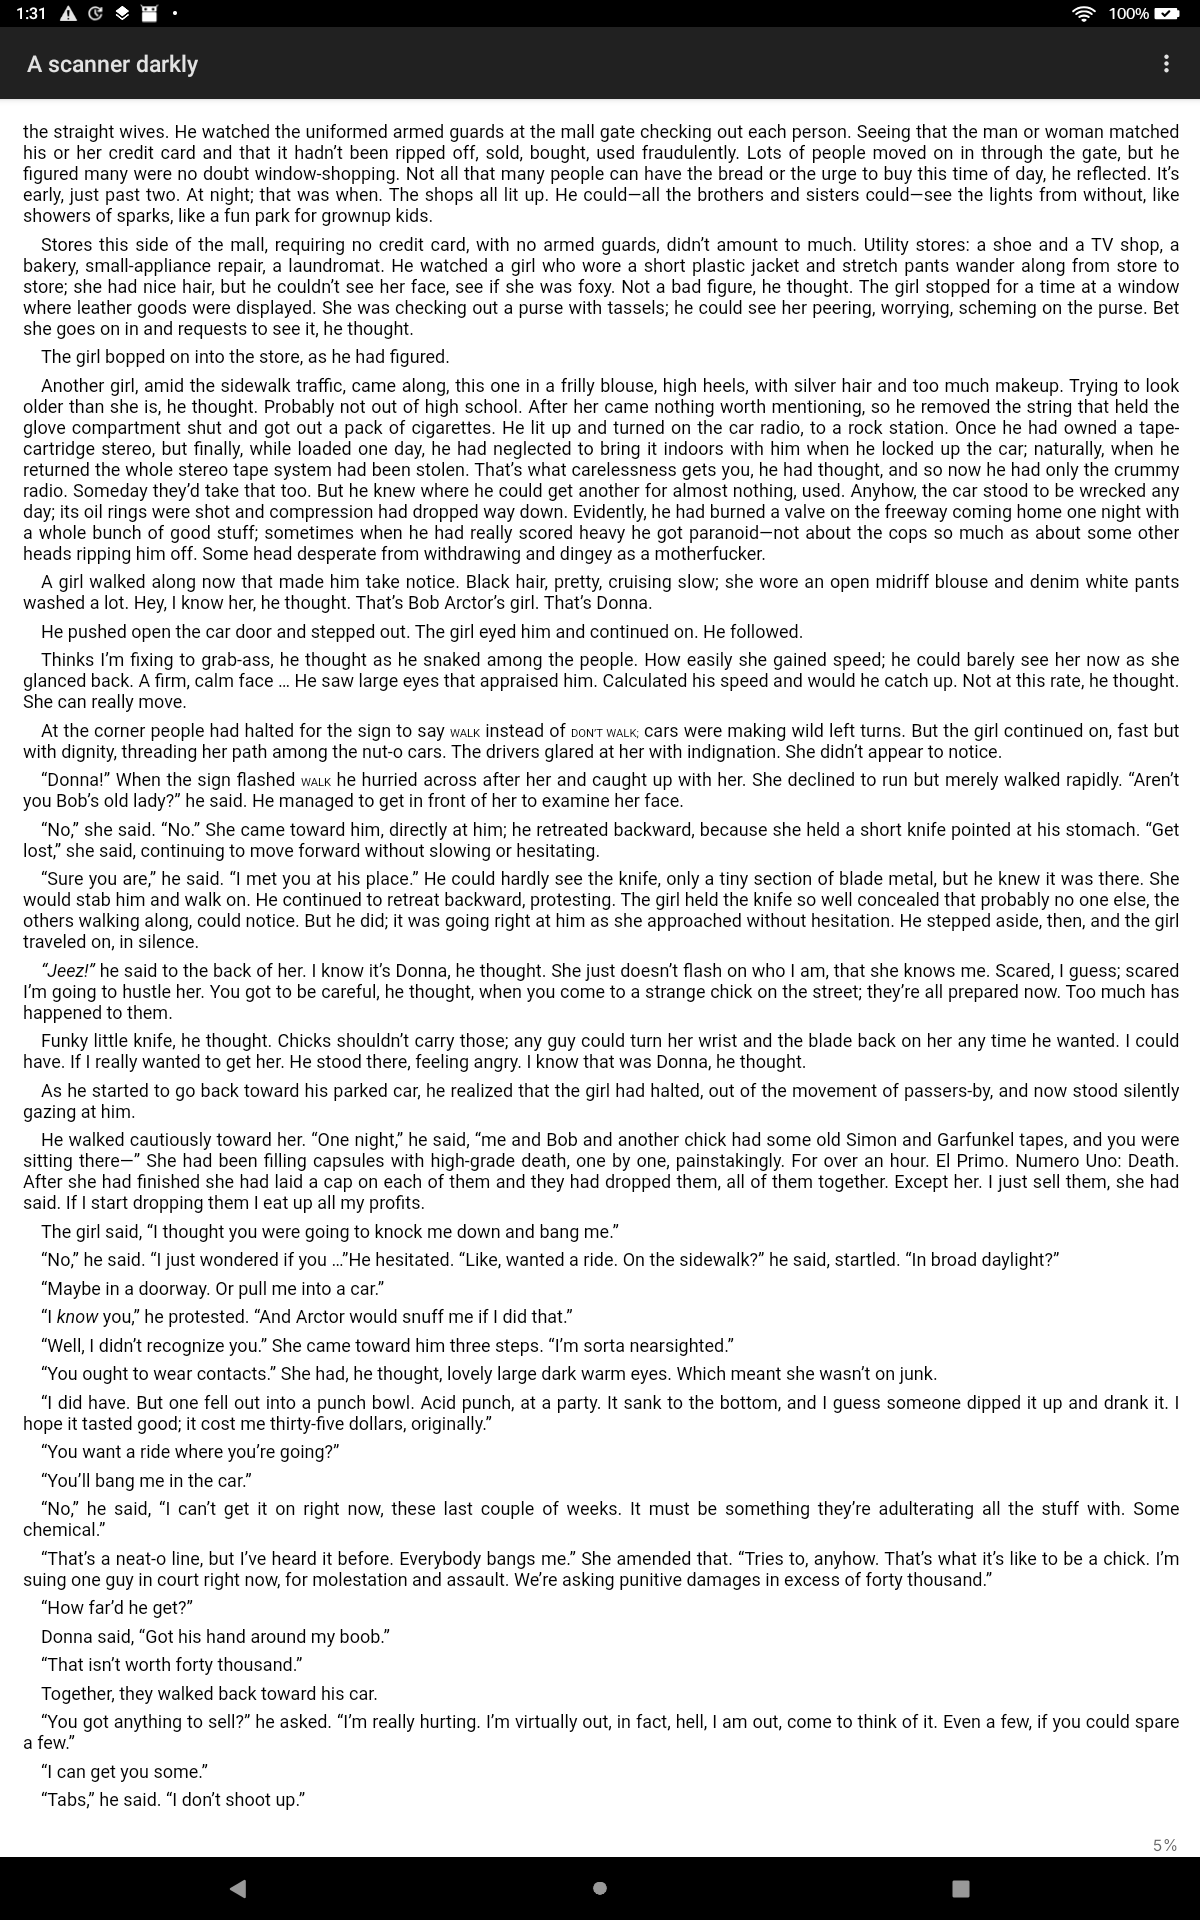 1:31
100%
A scanner darkly
the straight wives. He watched the uniformed armed guards at the mall gate checking out each person. Seeing that the man or woman matched
his or her credit card and that it hadn’t been ripped off, sold, bought, used fraudulently. Lots of people moved on in through the gate, but he
figured many were no doubt window-shopping. Not all that many people can have the bread or the urge to buy this time of day, he reflected. It’s
early, just past two. At night; that was when. The shops all lit up. He could—all the brothers and sisters could—see the lights from without, like
showers of sparks, like a fun park for grownup kids.
Stores this side of the mall, requiring no credit card, with no armed guards, didn’t amount to much. Utility stores: a shoe and a TV shop, a
bakery, small-appliance repair, a laundromat. He watched a girl who wore a short plastic jacket and stretch pants wander along from store to
store; she had nice hair, but he couldn’t see her face, see if she was foxy. Not a bad figure, he thought. The girl stopped for a time at a window
where leather goods were displayed. She was checking out a purse with tassels; he could see her peering, worrying, scheming on the purse. Bet
she goes on in and requests to see it, he thought.
The girl bopped on into the store, as he had figured.
Another girl, amid the sidewalk traffic, came along, this one in a frilly blouse, high heels, with silver hair and too much makeup. Trying to look
older than she is, he thought. Probably not out of high school. After her came nothing worth mentioning, so he removed the string that held the
glove compartment shut and got out a pack of cigarettes. He lit up and turned on the car radio, to a rock station. Once he had owned a tape-
cartridge stereo, but finally, while loaded one day, he had neglected to bring it indoors with him when he locked up the car; naturally, when he
returned the whole stereo tape system had been stolen. That’s what carelessness gets you, he had thought, and so now he had only the crummy
radio. Someday they’d take that too. But he knew where he could get another for almost nothing, used. Anyhow, the car stood to be wrecked any
day; its oil rings were shot and compression had dropped way down. Evidently, he had burned a valve on the freeway coming home one night with
a whole bunch of good stuff; sometimes when he had really scored heavy he got paranoid—not about the cops so much as about some other
heads ripping him off. Some head desperate from withdrawing and dingey as a motherfucker.
A girl walked along now that made him take notice. Black hair, pretty, cruising slow; she wore an open midriff blouse and denim white pants
washed a lot. Hey, I know her, he thought. That’s Bob Arctor’s girl. That’s Donna.
He pushed open the car door and stepped out. The girl eyed him and continued on. He followed.
Thinks I’m fixing to grab-ass, he thought as he snaked among the people. How easily she gained speed; he could barely see her now as she
glanced back. A firm, calm face … He saw large eyes that appraised him. Calculated his speed and would he catch up. Not at this rate, he thought.
She can really move.
At the corner people had halted for the sign to say WALK instead of DON’T WALK; cars were making wild left turns. But the girl continued on, fast but
with dignity, threading her path among the nut-o cars. The drivers glared at her with indignation. She didn’t appear to notice.
“Donna!” When the sign flashed WALK he hurried across after her and caught up with her. She declined to run but merely walked rapidly. “Aren’t
you Bob’s old lady?” he said. He managed to get in front of her to examine her face.
“No,” she said. “No.” She came toward him, directly at him; he retreated backward, because she held a short knife pointed at his stomach. “Get
lost,” she said, continuing to move forward without slowing or hesitating.
“Sure you are,” he said. “I met you at his place.” He could hardly see the knife, only a tiny section of blade metal, but he knew it was there. She
would stab him and walk on. He continued to retreat backward, protesting. The girl held the knife so well concealed that probably no one else, the
others walking along, could notice. But he did; it was going right at him as she approached without hesitation. He stepped aside, then, and the girl
traveled on, in silence.
“Jeez!” he said to the back of her. I know it’s Donna, he thought. She just doesn’t flash on who I am, that she knows me. Scared, I guess; scared
I’m going to hustle her. You got to be careful, he thought, when you come to a strange chick on the street; they’re all prepared now. Too much has
happened to them.
Funky little knife, he thought. Chicks shouldn’t carry those; any guy could turn her wrist and the blade back on her any time he wanted. I could
have. If I really wanted to get her. He stood there, feeling angry. I know that was Donna, he thought.
As he started to go back toward his parked car, he realized that the girl had halted, out of the movement of passers-by, and now stood silently
gazing at him.
He walked cautiously toward her. “One night,” he said, “me and Bob and another chick had some old Simon and Garfunkel tapes, and you were
sitting there—” She had been filling capsules with high-grade death, one by one, painstakingly. For over an hour. El Primo. Numero Uno: Death.
After she had finished she had laid a cap on each of them and they had dropped them, all of them together. Except her. I just sell them, she had
said. If I start dropping them I eat up all my profits.
The girl said, “I thought you were going to knock me down and bang me.”
“No,” he said. “I just wondered if you …”He hesitated. “Like, wanted a ride. On the sidewalk?” he said, startled. “In broad daylight?”
“Maybe in a doorway. Or pull me into a car.”
“I know you,” he protested. “And Arctor would snuff me if I did that.”
“Well, I didn’t recognize you.” She came toward him three steps. “I’m sorta nearsighted.”
“You ought to wear contacts.” She had, he thought, lovely large dark warm eyes. Which meant she wasn’t on junk.
“I did have. But one fell out into a punch bowl. Acid punch, at a party. It sank to the bottom, and I guess someone dipped it up and drank it. I
hope it tasted good; it cost me thirty-five dollars, originally.”
“You want a ride where you’re going?”
“You’ll bang me in the car.”
“No,” he said, “I can’t get it on right now, these last couple of weeks. It must be something they’re adulterating all the stuff with. Some
chemical.”
“That’s a neat-o line, but I’ve heard it before. Everybody bangs me.” She amended that. “Tries to, anyhow. That’s what it’s like to be a chick. I’m
suing one guy in court right now, for molestation and assault. We’re asking punitive damages in excess of forty thousand.”
“How far’d he get?”
Donna said, “Got his hand around my boob.”
“That isn’t worth forty thousand.”
Together, they walked back toward his car.
“You got anything to sell?” he asked. “I’m really hurting. I’m virtually out, in fact, hell, I am out, come to think of it. Even a few, if you could spare
a few.”
“I can get you some.”
“Tabs,” he said. “I don’t shoot up.”
5%